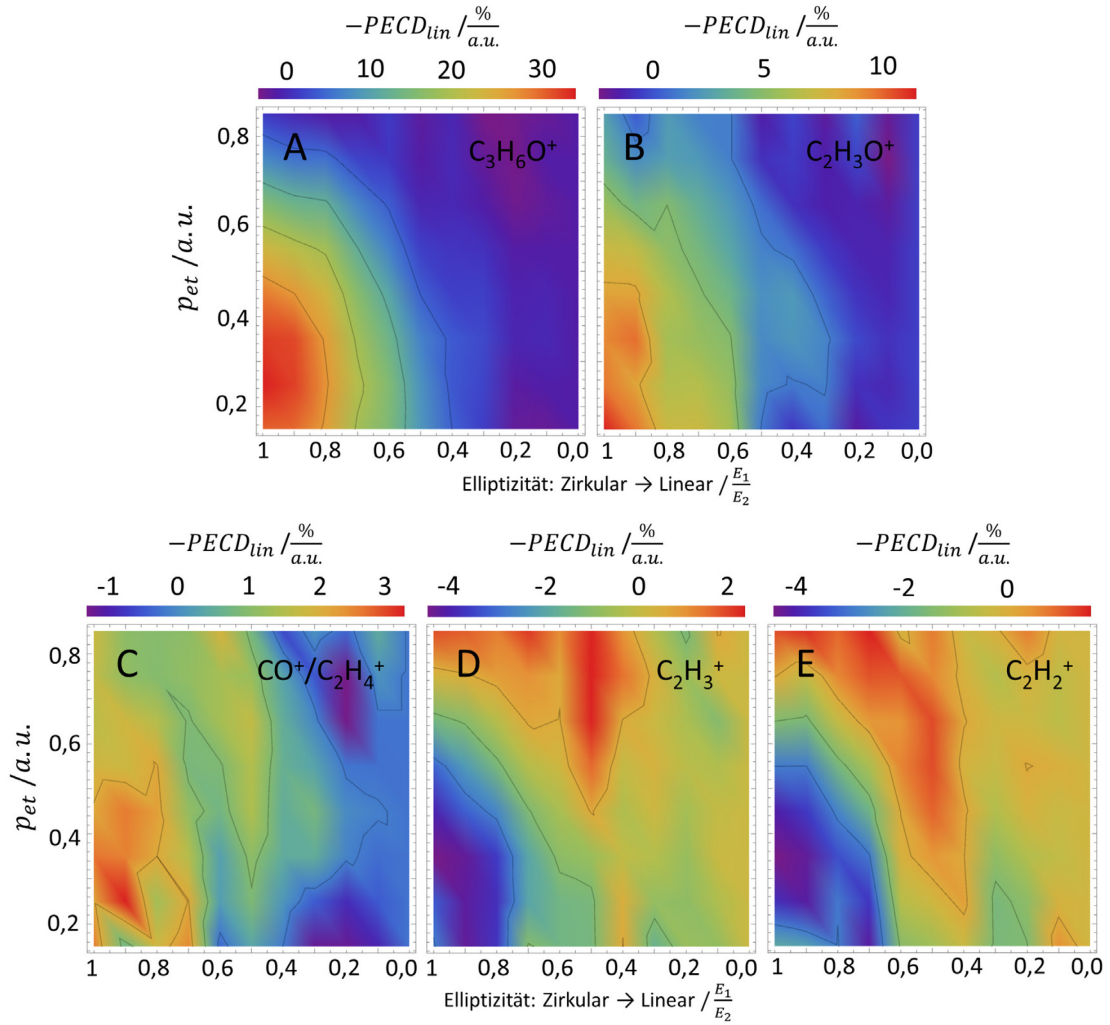 −PECD_lin / %/a.u. −PECD_lin / %/a.u.
0 10 20 30 0 5 10
A C₃H₆O⁺ B C₂H₃O⁺
0,8
0,6
0,4
0,2
p_et /a.u.
1 0,8 0,6 0,4 0,2 0,0 1 0,8 0,6 0,4 0,2 0,0
Elliptizität: Zirkular → Linear / E₁/E₂
−PECD_lin / %/a.u. −PECD_lin / %/a.u. −PECD_lin / %/a.u.
-1 0 1 2 3 -4 -2 0 2 -4 -2 0
C CO⁺/C₂H₄⁺ D C₂H₃⁺ E C₂H₂⁺
0,8
0,6
0,4
0,2
p_et /a.u.
1 0,8 0,6 0,4 0,2 0,0 1 0,8 0,6 0,4 0,2 0,0 1 0,8 0,6 0,4 0,2 0,0
Elliptizität: Zirkular → Linear / E₁/E₂